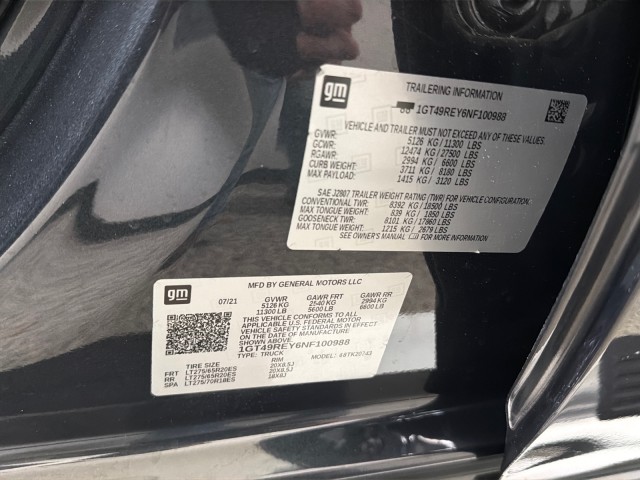 gm
TRAILERING INFORMATION
88 1GT49REY6NF100988
VEHICLE AND TRAILER MUST NOT EXCEED ANY OF THESE VALUES
GVWR: 5126 KG/11300 LBS
GCWR: 12474 KG/27500 LBS
RGAWR: 2994 KG/ 6600 LBS
CURB WEIGHT: 3711 KG/ 8180 LBS
MAX PAYLOAD: 1415 KG/ 3120 LBS
SAE J2807 TRAILER WEIGHT RATING (TWR) FOR VEHICLE CONFIGURATION.
CONVENTIONAL TWR: 8392 KG/18500 LBS
MAX TONGUE WEIGHT: 839 KG/ 1850 LBS
GOOSENECK TWR: 8101 KG/17860 LBS
MAX TONGUE WEIGHT: 1215 KG/ 2679 LBS
SEE OWNER'S MANUAL FOR MORE INFORMATION
gm
MFD BY GENERAL MOTORS LLC
07/21 GVWR GAWR FRT GAWR RR
5126 KG 2540 KG 2994 KG
11300 LB 5600 LB 6600 LB
THIS VEHICLE CONFORMS TO ALL
APPLICABLE U.S. FEDERAL MOTOR
VEHICLE SAFETY STANDARDS IN EFFECT
ON THE DATE OF MANUFACTURE
SHOWN ABOVE.
1GT49REY6NF100988
TYPE: TRUCK MODEL: 48TK20743
TIRE SIZE RIM
FRT LT275/65R20ES 20X8.5J
RR LT275/65R20ES 20X8.5J
SPA LT275/70R18ES 18X8J